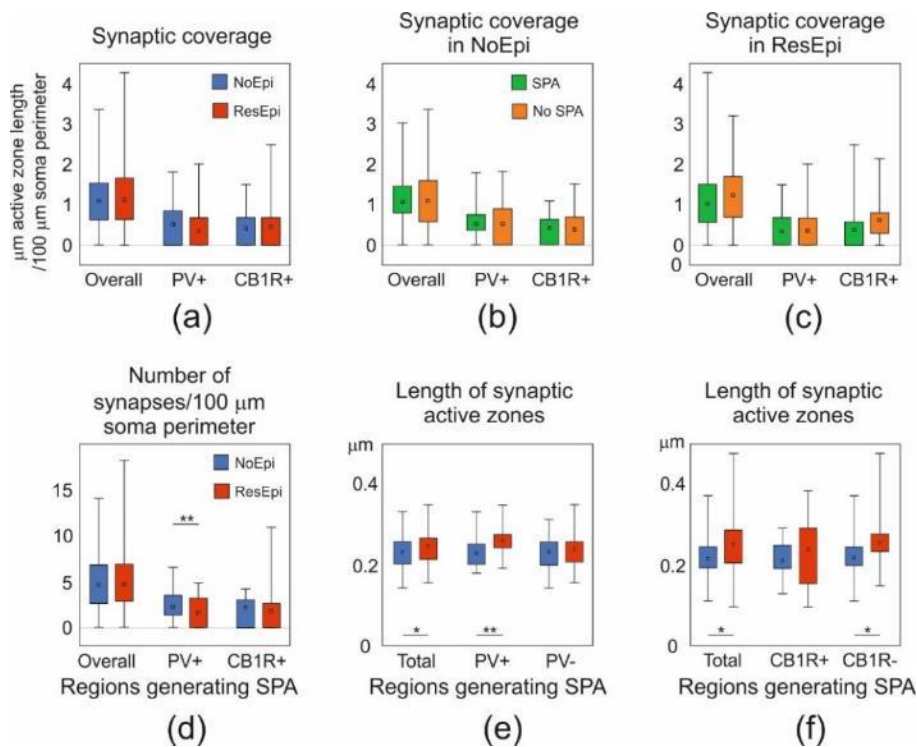 Synaptic coverage
μm active zone length
/100 μm soma perimeter
4
3
2
1
0
NoEpi
ResEpi
Overall PV+ CB1R+
(a)
Synaptic coverage
in NoEpi
4
3
2
1
0
SPA
No SPA
Overall PV+ CB1R+
(b)
Synaptic coverage
in ResEpi
4
3
2
1
0
0
Overall PV+ CB1R+
(c)
Number of
synapses/100 μm
soma perimeter
15
10
5
0
NoEpi
ResEpi
**
Overall PV+ CB1R+
Regions generating SPA
(d)
Length of synaptic
active zones
μm
0.4
0.2
0
* **
Total PV+ PV-
Regions generating SPA
(e)
Length of synaptic
active zones
μm
0.4
0.2
0
* *
Total CB1R+ CB1R-
Regions generating SPA
(f)